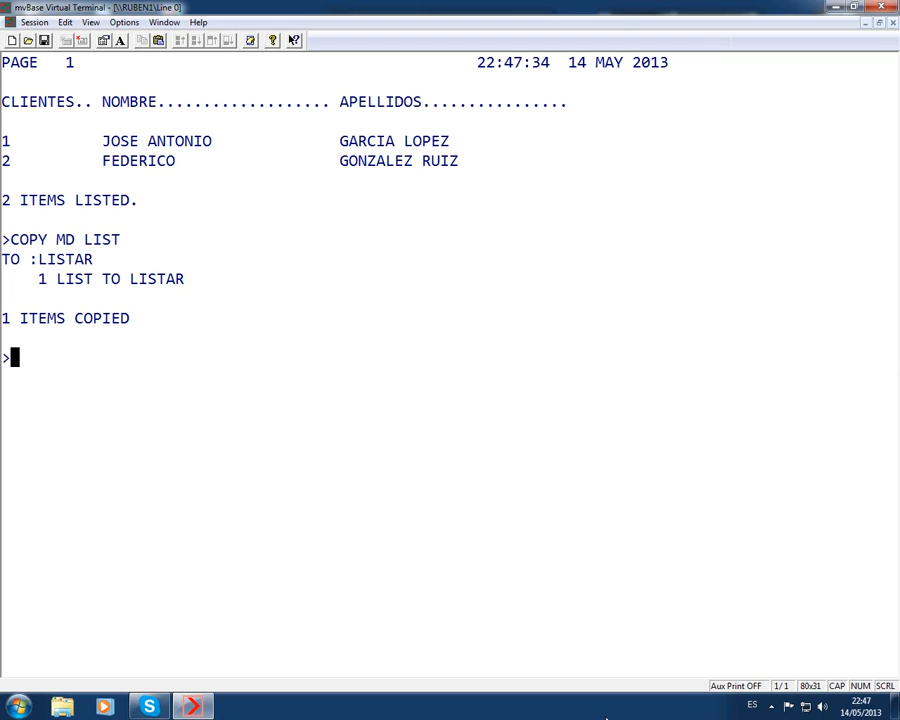 mvBase Virtual Terminal - [\\RUBEN1\Line 0]
Session Edit View Options Window Help
PAGE 1 22:47:34 14 MAY 2013
CLIENTES.. NOMBRE................... APELLIDOS................
1 JOSE ANTONIO GARCIA LOPEZ
2 FEDERICO GONZALEZ RUIZ
2 ITEMS LISTED.
>COPY MD LIST
TO :LISTAR
1 LIST TO LISTAR
1 ITEMS COPIED
>
Aux Print OFF 1/1 80x31 CAP NUM SCRL
ES 22:47
14/05/2013